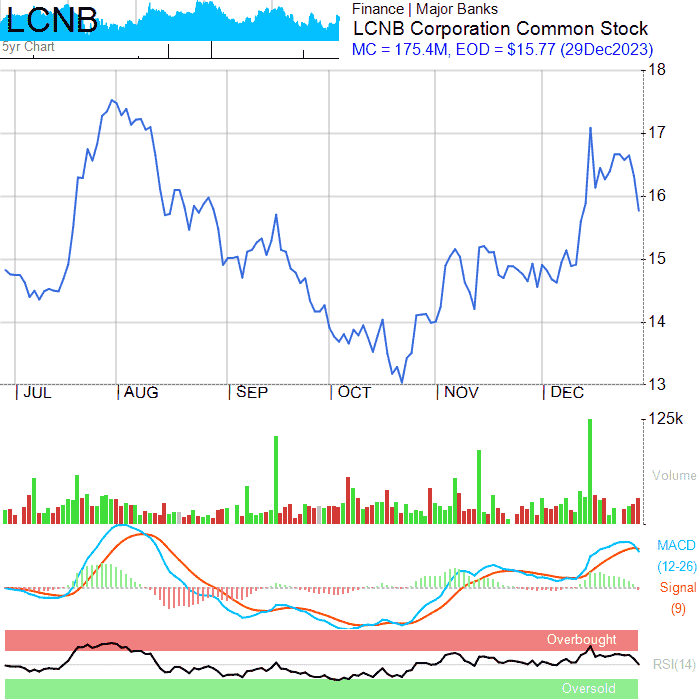 LCNB
5yr Chart
Finance | Major Banks
LCNB Corporation Common Stock
MC = 175.4M, EOD = $15.77 (29Dec2023)
18
17
16
15
14
13
JUL AUG SEP OCT NOV DEC
125k
Volume
MACD
(12-26)
Signal
(9)
Overbought
RSI(14)
Oversold